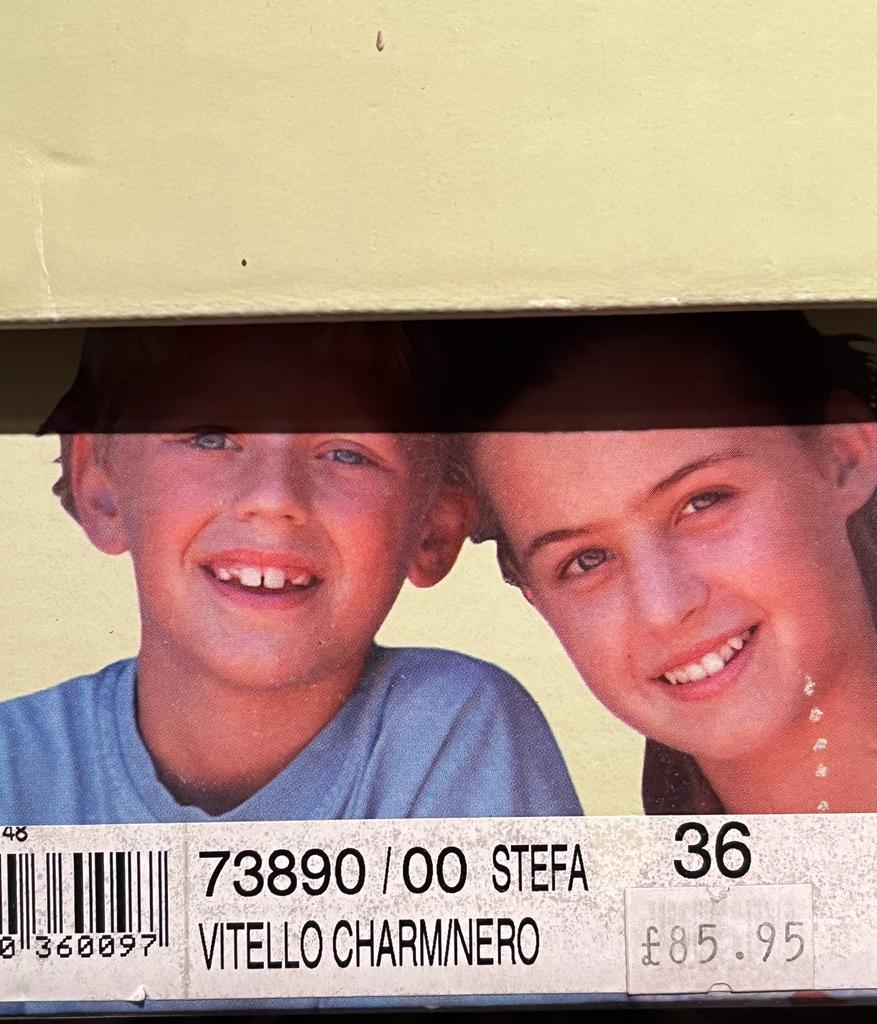 48
73890 / 00 STEFA 36
0 360097
VITELLO CHARM/NERO
£85.95